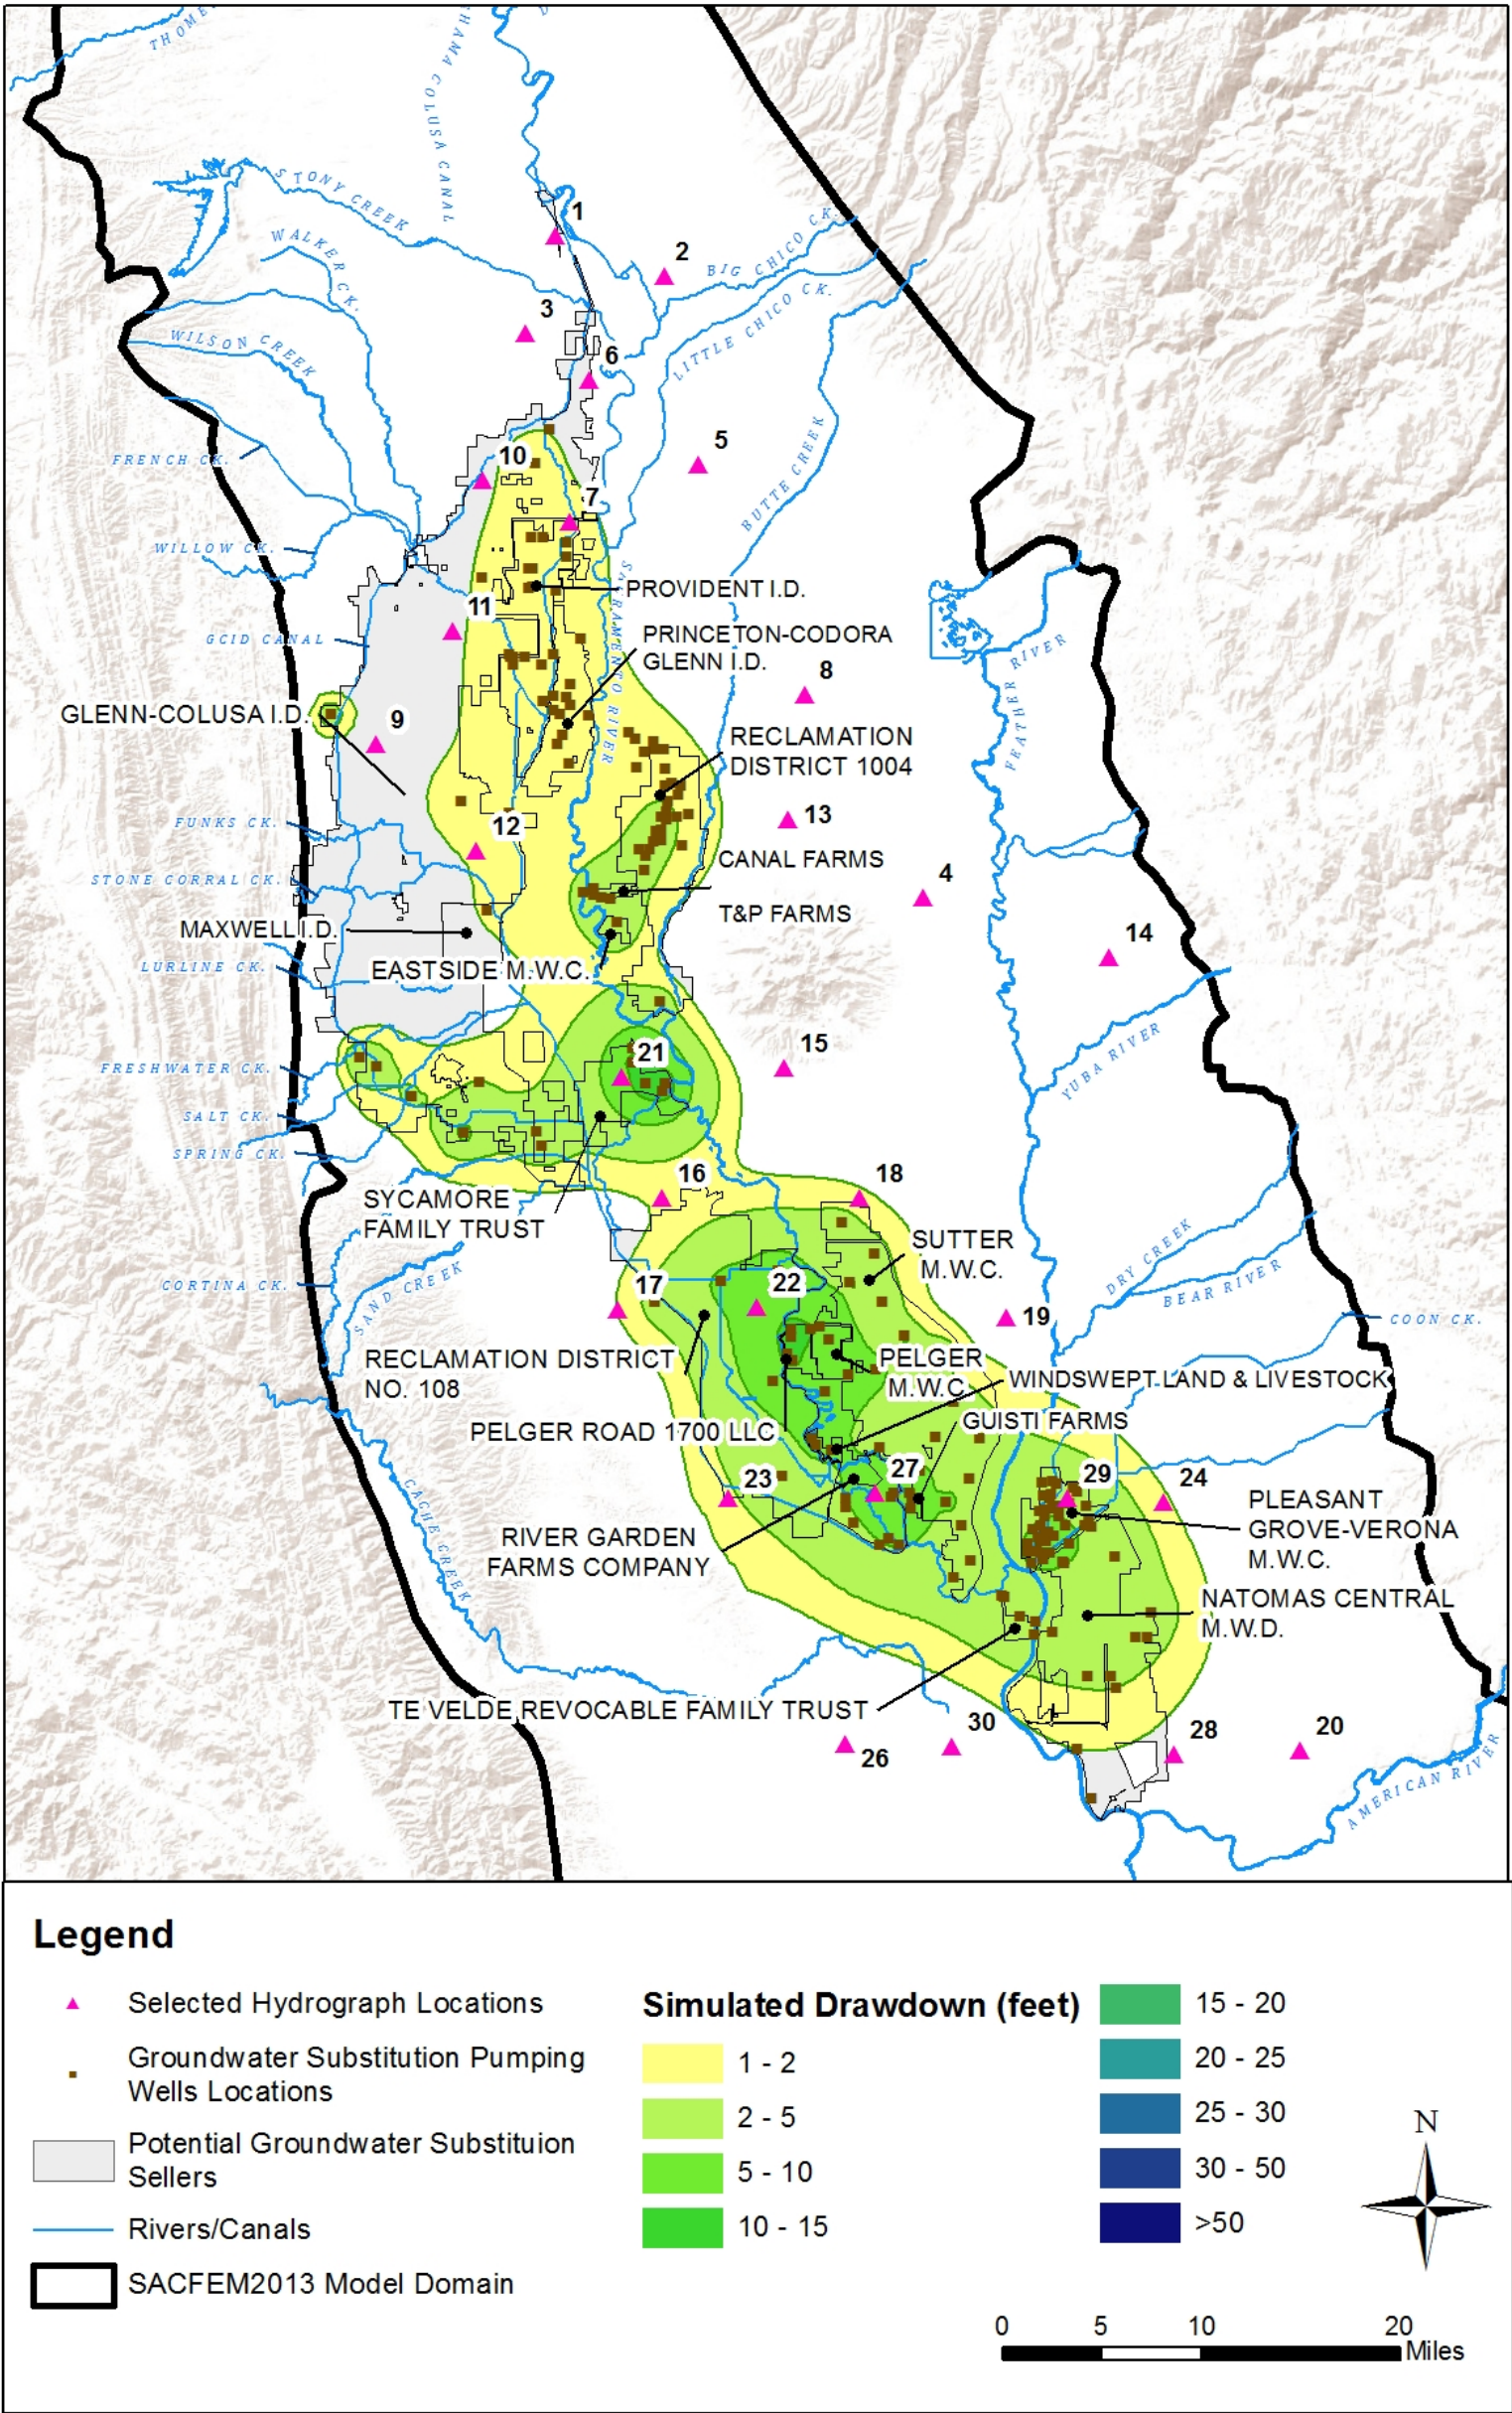 THOME
HAMA COLUSA CANAL
D
STONY CREEK
WALKER CK.
1
2
BIG CHICO CK.
LITTLE CHICO CK.
3
WILSON CREEK
6
BUTTE CREEK
5
10
FRENCH CK.
7
WILLOW CK.
SACRAMENTO RIVER
PROVIDENT I.D.
11
PRINCETON-CODORA
GLENN I.D.
GCID CANAL
FEATHER RIVER
8
GLENN-COLUSA I.D.
9
RECLAMATION
DISTRICT 1004
FUNKS CK.
12
13
CANAL FARMS
STONE CORRAL CK.
4
T&P FARMS
MAXWELL I.D.
14
LURLINE CK.
EASTSIDE M.W.C.
21
15
FRESHWATER CK.
YUBA RIVER
SALT CK.
SPRING CK.
16
18
SYCAMORE
FAMILY TRUST
SUTTER
M.W.C.
DRY CREEK
BEAR RIVER
CORTINA CK.
SAND CREEK
17
22
19
COON CK.
RECLAMATION DISTRICT
NO. 108
PELGER
M.W.C.
WINDSWEPT LAND & LIVESTOCK
PELGER ROAD 1700 LLC
GUISTI FARMS
23
27
29
24
CACHE CREEK
PLEASANT
GROVE-VERONA
M.W.C.
RIVER GARDEN
FARMS COMPANY
NATOMAS CENTRAL
M.W.D.
TE VELDE REVOCABLE FAMILY TRUST
26
30
28
20
AMERICAN RIVER
Legend
Selected Hydrograph Locations
Groundwater Substitution Pumping
Wells Locations
Potential Groundwater Substituion
Sellers
Rivers/Canals
SACFEM2013 Model Domain
Simulated Drawdown (feet)
1 - 2
2 - 5
5 - 10
10 - 15
15 - 20
20 - 25
25 - 30
30 - 50
>50
N
0 5 10 20
Miles